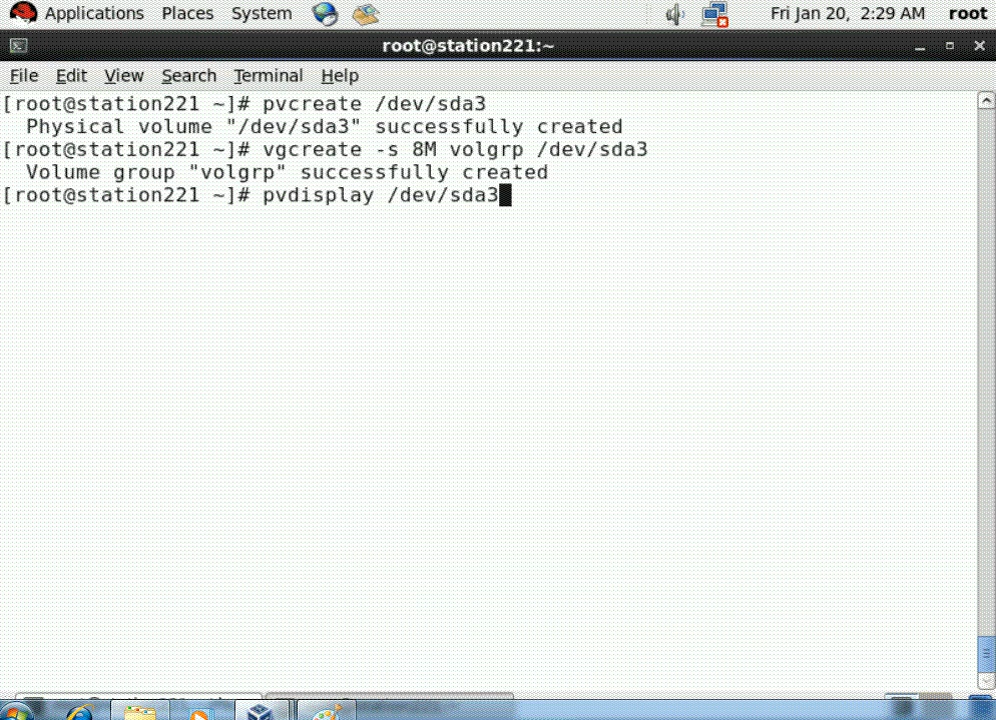 Applications Places System Fri Jan 20, 2:29 AM root
root@station221:~
File Edit View Search Terminal Help
[root@station221 ~]# pvcreate /dev/sda3
Physical volume "/dev/sda3" successfully created
[root@station221 ~]# vgcreate -s 8M volgrp /dev/sda3
Volume group "volgrp" successfully created
[root@station221 ~]# pvdisplay /dev/sda3